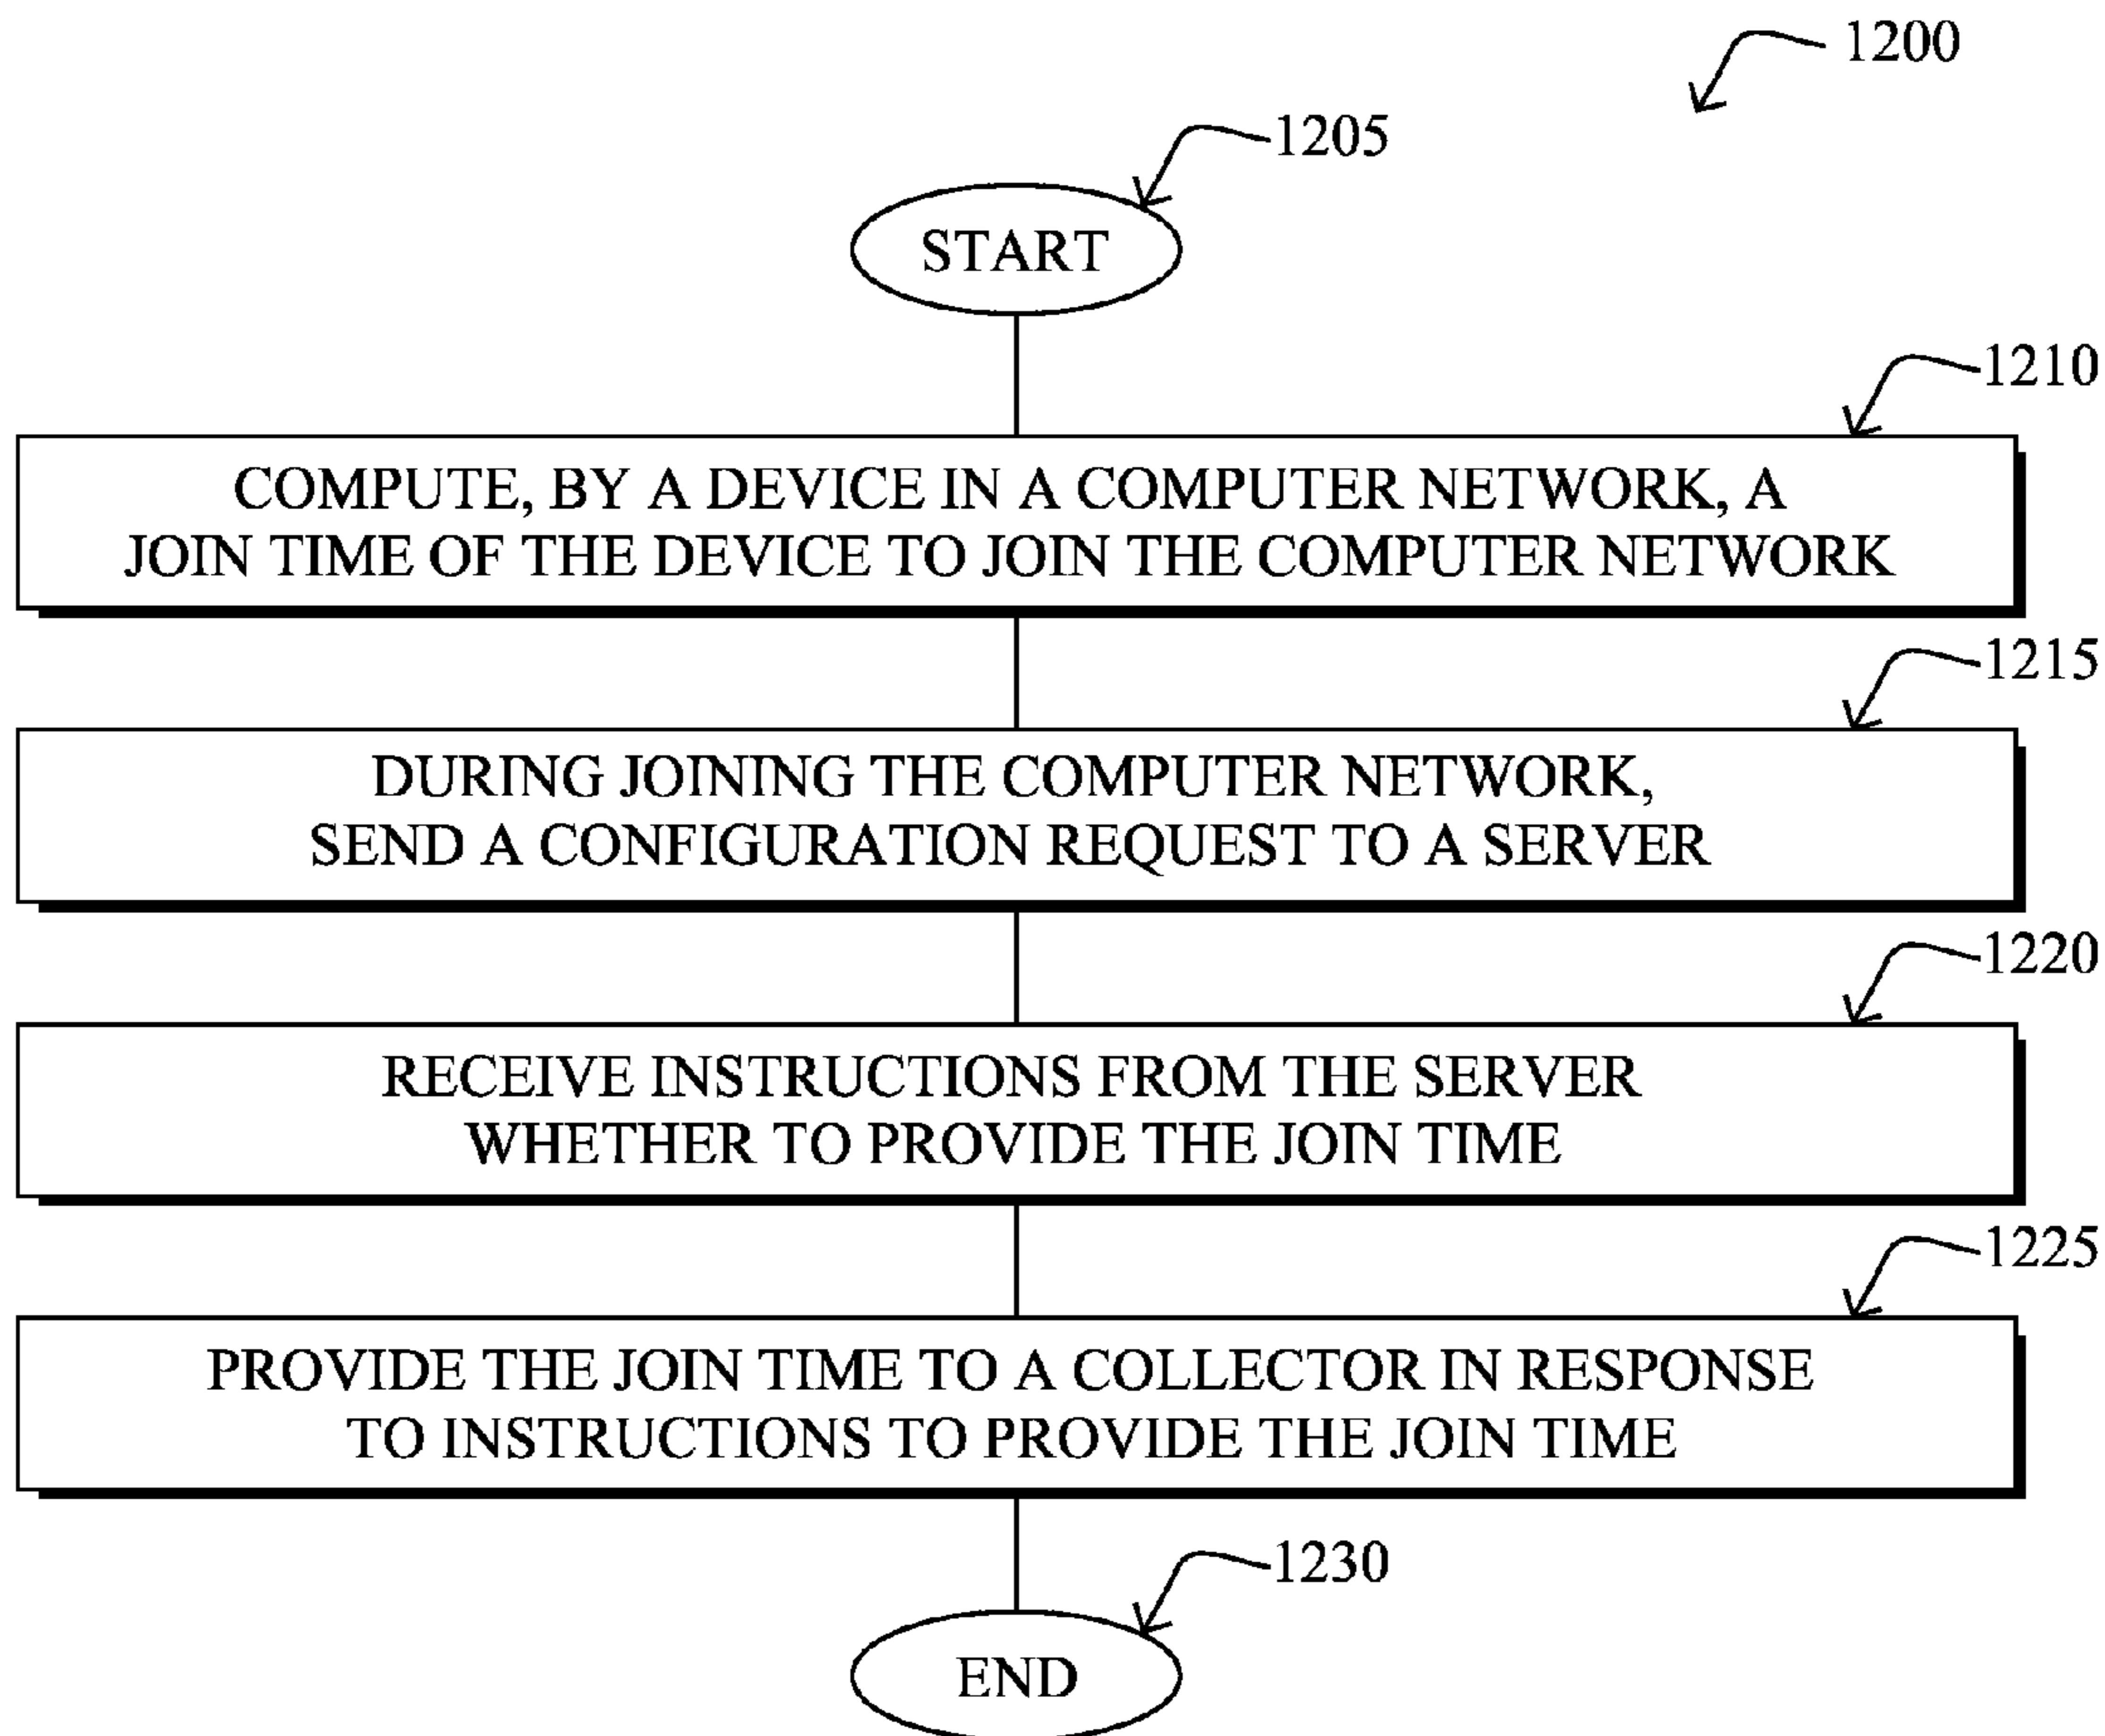 1200
1205
START
1210
COMPUTE, BY A DEVICE IN A COMPUTER NETWORK, A
JOIN TIME OF THE DEVICE TO JOIN THE COMPUTER NETWORK
1215
DURING JOINING THE COMPUTER NETWORK,
SEND A CONFIGURATION REQUEST TO A SERVER
1220
RECEIVE INSTRUCTIONS FROM THE SERVER
WHETHER TO PROVIDE THE JOIN TIME
1225
PROVIDE THE JOIN TIME TO A COLLECTOR IN RESPONSE
TO INSTRUCTIONS TO PROVIDE THE JOIN TIME
1230
END